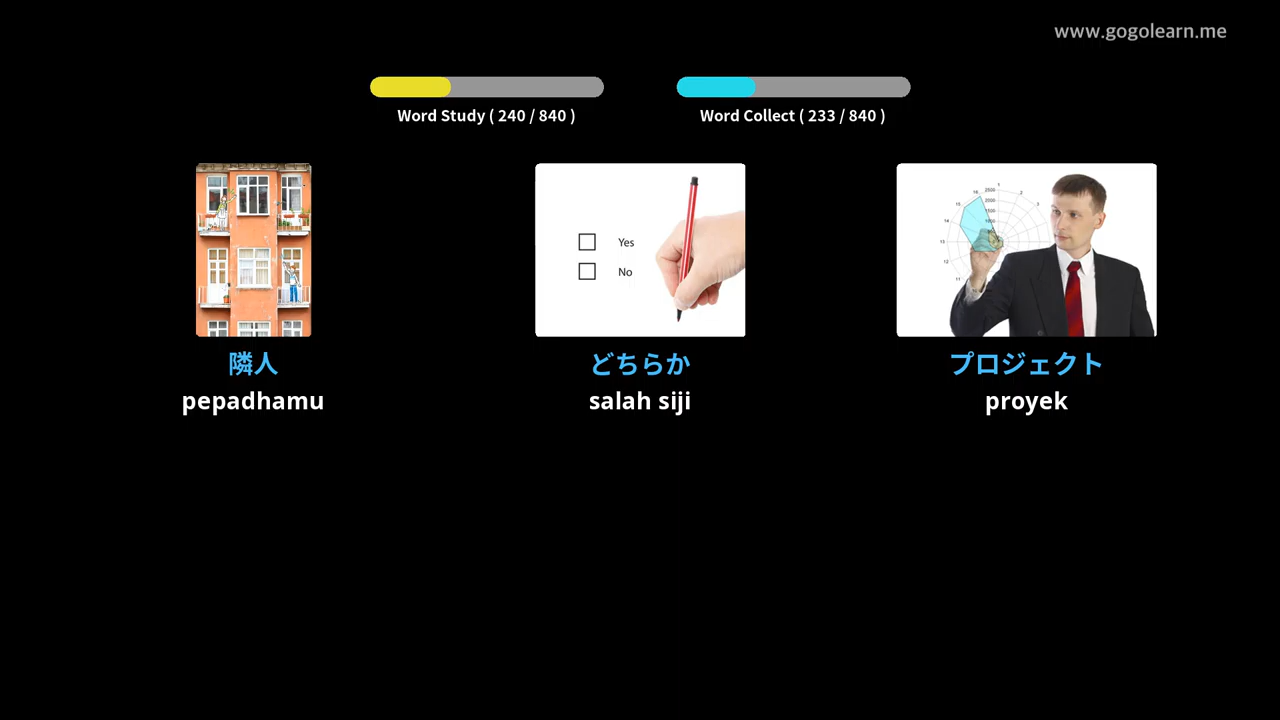 www.gogolearn.me
Word Study ( 240 / 840 )
Word Collect ( 233 / 840 )
Yes
No
隣人
どちらか
プロジェクト
pepadhamu
salah siji
proyek